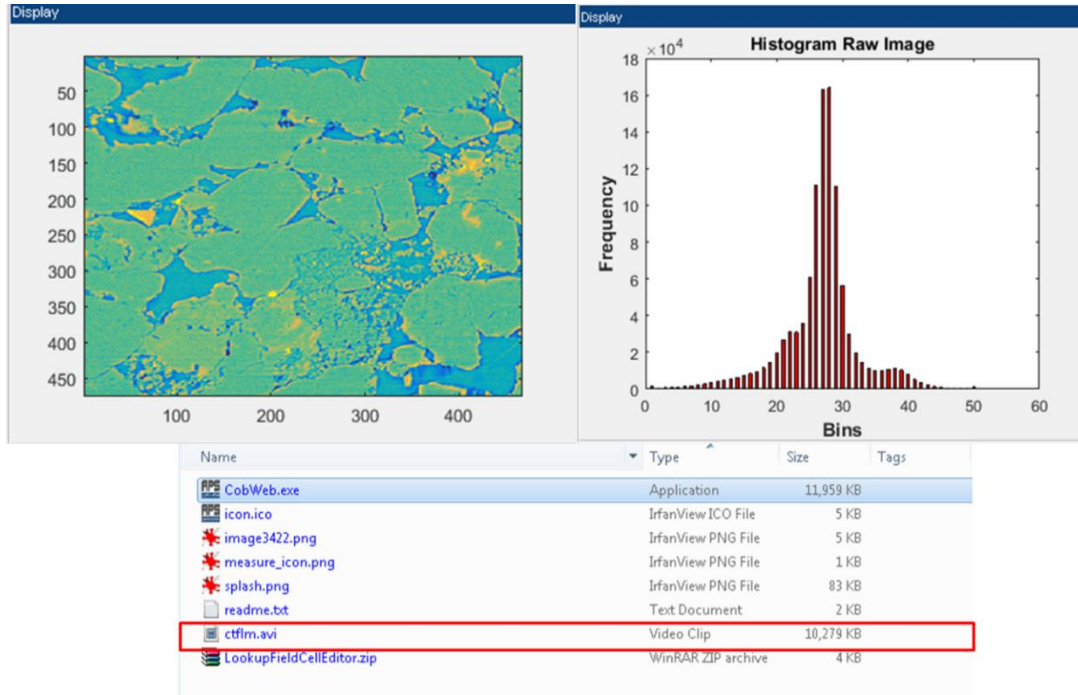 Display
50
100
150
200
250
300
350
400
450
100 200 300 400
Display
×10⁴
Histogram Raw Image
18
16
14
12
10
8
6
4
2
0
Frequency
0 10 20 30 40 50 60
Bins
Name Type Size Tags
CobWeb.exe Application 11,959 KB
icon.ico IrfanView ICO File 5 KB
image3422.png IrfanView PNG File 5 KB
measure_icon.png IrfanView PNG File 1 KB
splash.png IrfanView PNG File 83 KB
readme.txt Text Document 2 KB
ctflm.avi Video Clip 10,279 KB
LookupFieldCellEditor.zip WinRAR ZIP archive 4 KB